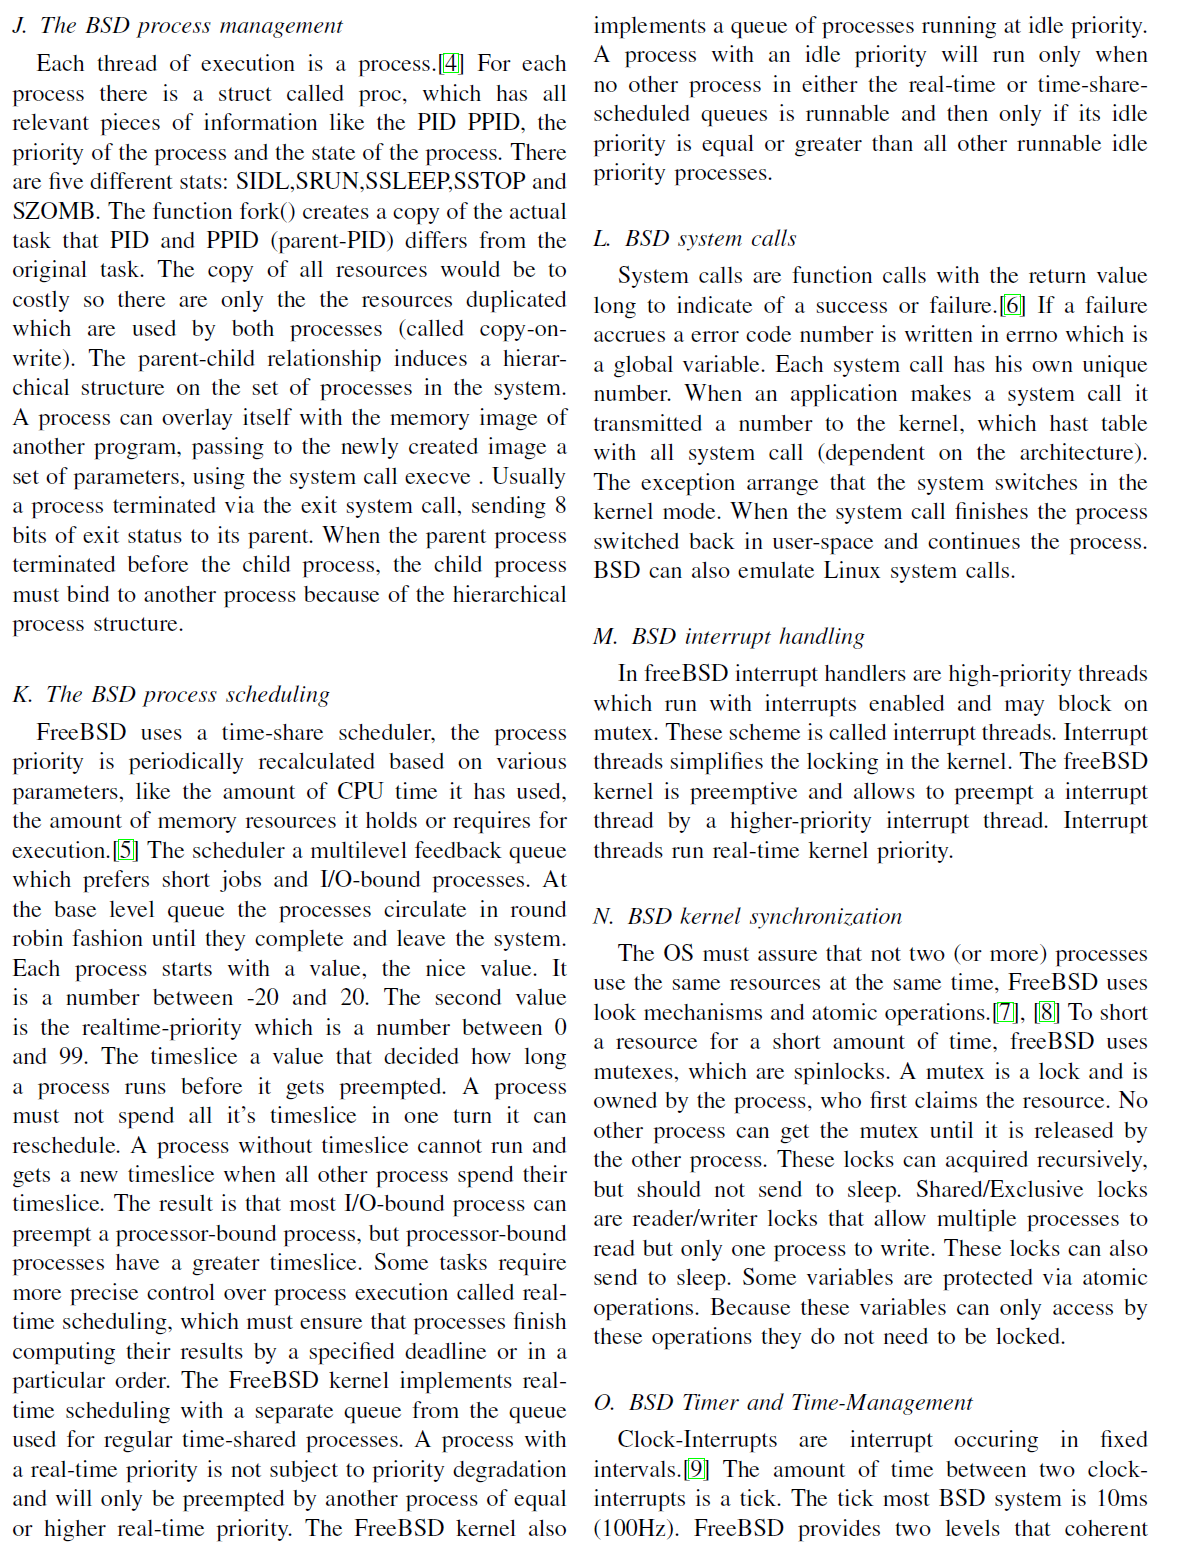 J. The BSD process management
Each thread of execution is a process.[4] For each
process there is a struct called proc, which has all
relevant pieces of information like the PID PPID, the
priority of the process and the state of the process. There
are five different stats: SIDL,SRUN,SSLEEP,SSTOP and
SZOMB. The function fork() creates a copy of the actual
task that PID and PPID (parent-PID) differs from the
original task. The copy of all resources would be to
costly so there are only the the resources duplicated
which are used by both processes (called copy-on-
write). The parent-child relationship induces a hierar-
chical structure on the set of processes in the system.
A process can overlay itself with the memory image of
another program, passing to the newly created image a
set of parameters, using the system call execve . Usually
a process terminated via the exit system call, sending 8
bits of exit status to its parent. When the parent process
terminated before the child process, the child process
must bind to another process because of the hierarchical
process structure.
K. The BSD process scheduling
FreeBSD uses a time-share scheduler, the process
priority is periodically recalculated based on various
parameters, like the amount of CPU time it has used,
the amount of memory resources it holds or requires for
execution.[5] The scheduler a multilevel feedback queue
which prefers short jobs and I/O-bound processes. At
the base level queue the processes circulate in round
robin fashion until they complete and leave the system.
Each process starts with a value, the nice value. It
is a number between -20 and 20. The second value
is the realtime-priority which is a number between 0
and 99. The timeslice a value that decided how long
a process runs before it gets preempted. A process
must not spend all it's timeslice in one turn it can
reschedule. A process without timeslice cannot run and
gets a new timeslice when all other process spend their
timeslice. The result is that most I/O-bound process can
preempt a processor-bound process, but processor-bound
processes have a greater timeslice. Some tasks require
more precise control over process execution called real-
time scheduling, which must ensure that processes finish
computing their results by a specified deadline or in a
particular order. The FreeBSD kernel implements real-
time scheduling with a separate queue from the queue
used for regular time-shared processes. A process with
a real-time priority is not subject to priority degradation
and will only be preempted by another process of equal
or higher real-time priority. The FreeBSD kernel also
implements a queue of processes running at idle priority.
A process with an idle priority will run only when
no other process in either the real-time or time-share-
scheduled queues is runnable and then only if its idle
priority is equal or greater than all other runnable idle
priority processes.
L. BSD system calls
System calls are function calls with the return value
long to indicate of a success or failure.[6] If a failure
accrues a error code number is written in errno which is
a global variable. Each system call has his own unique
number. When an application makes a system call it
transmitted a number to the kernel, which hast table
with all system call (dependent on the architecture).
The exception arrange that the system switches in the
kernel mode. When the system call finishes the process
switched back in user-space and continues the process.
BSD can also emulate Linux system calls.
M. BSD interrupt handling
In freeBSD interrupt handlers are high-priority threads
which run with interrupts enabled and may block on
mutex. These scheme is called interrupt threads. Interrupt
threads simplifies the locking in the kernel. The freeBSD
kernel is preemptive and allows to preempt a interrupt
thread by a higher-priority interrupt thread. Interrupt
threads run real-time kernel priority.
N. BSD kernel synchronization
The OS must assure that not two (or more) processes
use the same resources at the same time, FreeBSD uses
look mechanisms and atomic operations.[7], [8] To short
a resource for a short amount of time, freeBSD uses
mutexes, which are spinlocks. A mutex is a lock and is
owned by the process, who first claims the resource. No
other process can get the mutex until it is released by
the other process. These locks can acquired recursively,
but should not send to sleep. Shared/Exclusive locks
are reader/writer locks that allow multiple processes to
read but only one process to write. These locks can also
send to sleep. Some variables are protected via atomic
operations. Because these variables can only access by
these operations they do not need to be locked.
O. BSD Timer and Time-Management
Clock-Interrupts are interrupt occuring in fixed
intervals.[9] The amount of time between two clock-
interrupts is a tick. The tick most BSD system is 10ms
(100Hz). FreeBSD provides two levels that coherent